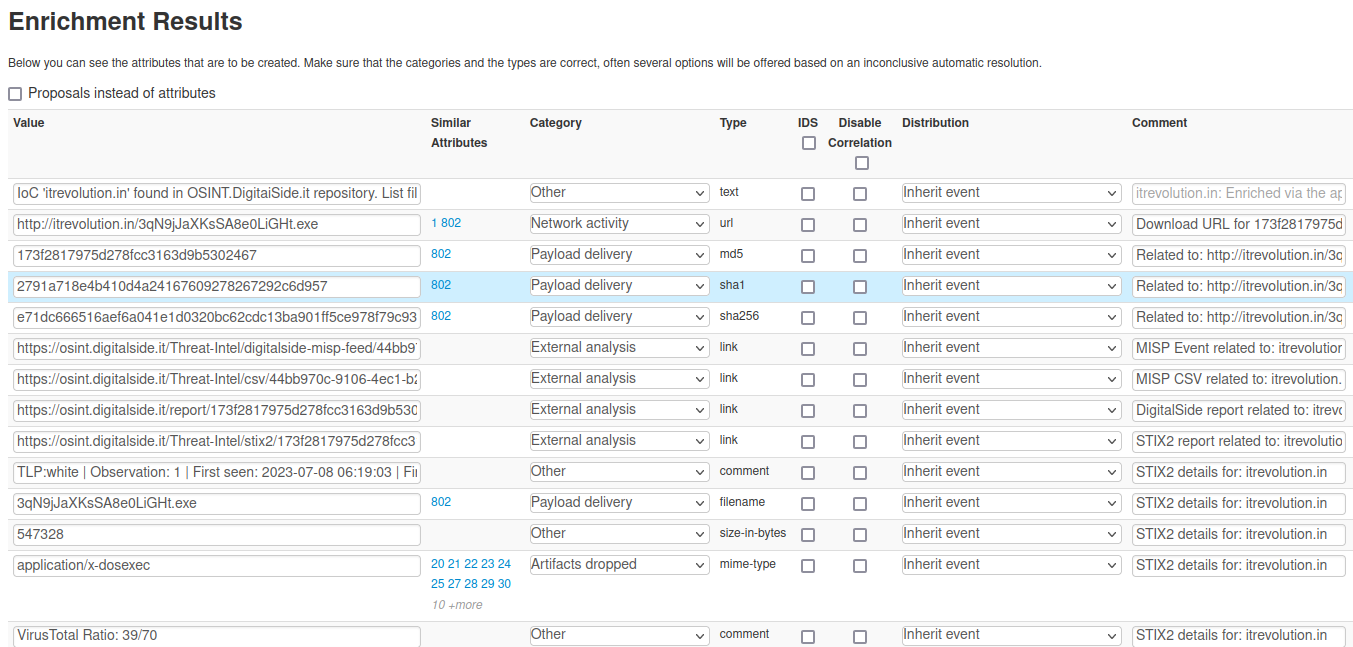 Enrichment Results
Below you can see the attributes that are to be created. Make sure that the categories and the types are correct, often several options will be offered based on an inconclusive automatic resolution.
Proposals instead of attributes
Value Similar Attributes Category Type IDS Disable Correlation Distribution Comment
IoC 'itrevolution.in' found in OSINT.DigitaiSide.it repository. List fil Other text Inherit event itrevolution.in: Enriched via the ap
http://itrevolution.in/3qN9jJaXKsSA8e0LiGHt.exe 1 802 Network activity url Inherit event Download URL for 173f2817975d
173f2817975d278fcc3163d9b5302467 802 Payload delivery md5 Inherit event Related to: http://itrevolution.in/3q
2791a718e4b410d4a24167609278267292c6d957 802 Payload delivery sha1 Inherit event Related to: http://itrevolution.in/3q
e71dc666516aef6a041e1d0320bc62cdc13ba901ff5ce978f79c93 802 Payload delivery sha256 Inherit event Related to: http://itrevolution.in/3q
https://osint.digitalside.it/Threat-Intel/digitalside-misp-feed/44bb9 External analysis link Inherit event MISP Event related to: itrevolution
https://osint.digitalside.it/Threat-Intel/csv/44bb970c-9106-4ec1-b2 External analysis link Inherit event MISP CSV related to: itrevolution.
https://osint.digitalside.it/report/173f2817975d278fcc3163d9b530 External analysis link Inherit event DigitalSide report related to: itrevo
https://osint.digitalside.it/Threat-Intel/stix2/173f2817975d278fcc3 External analysis link Inherit event STIX2 report related to: itrevolutio
TLP:white | Observation: 1 | First seen: 2023-07-08 06:19:03 | Fi Other comment Inherit event STIX2 details for: itrevolution.in
3qN9jJaXKsSA8e0LiGHt.exe 802 Payload delivery filename Inherit event STIX2 details for: itrevolution.in
547328 Other size-in-bytes Inherit event STIX2 details for: itrevolution.in
application/x-dosexec 20 21 22 23 24 Artifacts dropped mime-type Inherit event STIX2 details for: itrevolution.in
25 27 28 29 30
10 +more
VirusTotal Ratio: 39/70 Other comment Inherit event STIX2 details for: itrevolution.in